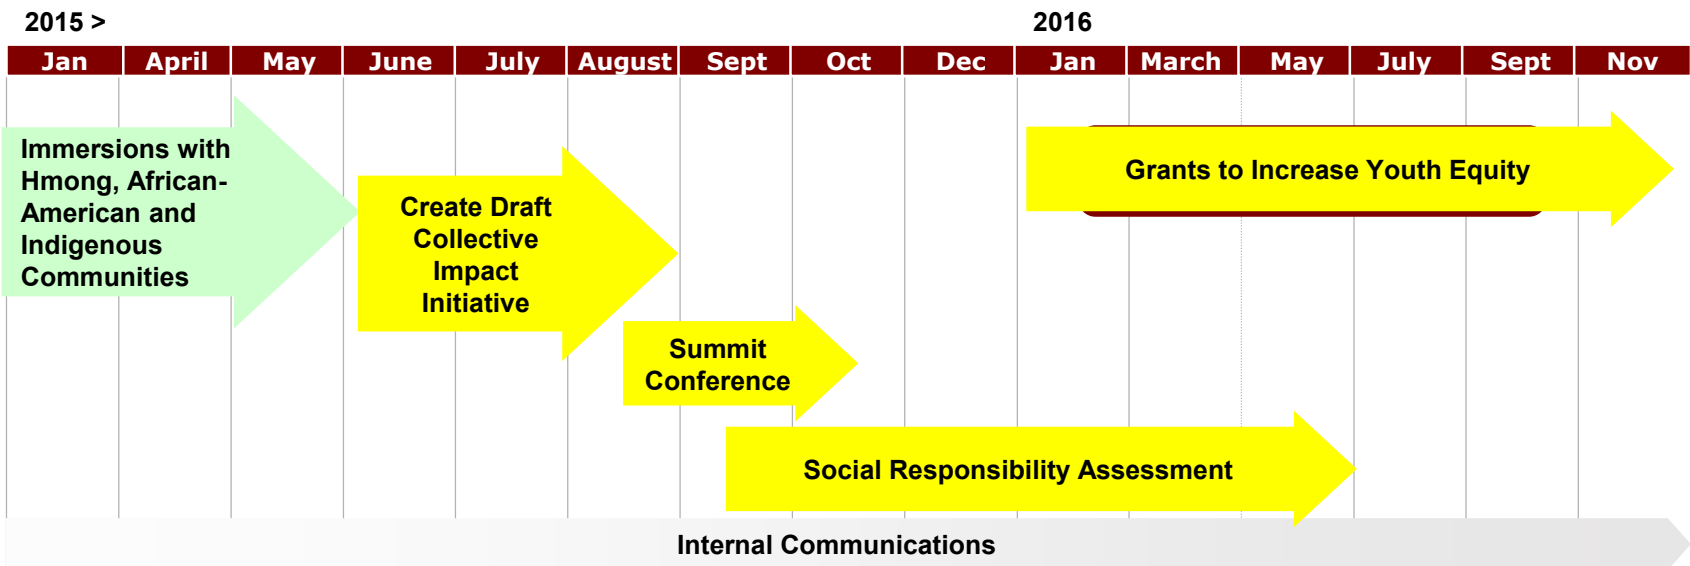 2015 >
2016
Jan April May June July August Sept Oct Dec Jan March May July Sept Nov
Immersions with
Hmong, African-
American and
Indigenous
Communities
Create Draft
Collective
Impact
Initiative
Grants to Increase Youth Equity
Summit
Conference
Social Responsibility Assessment
Internal Communications